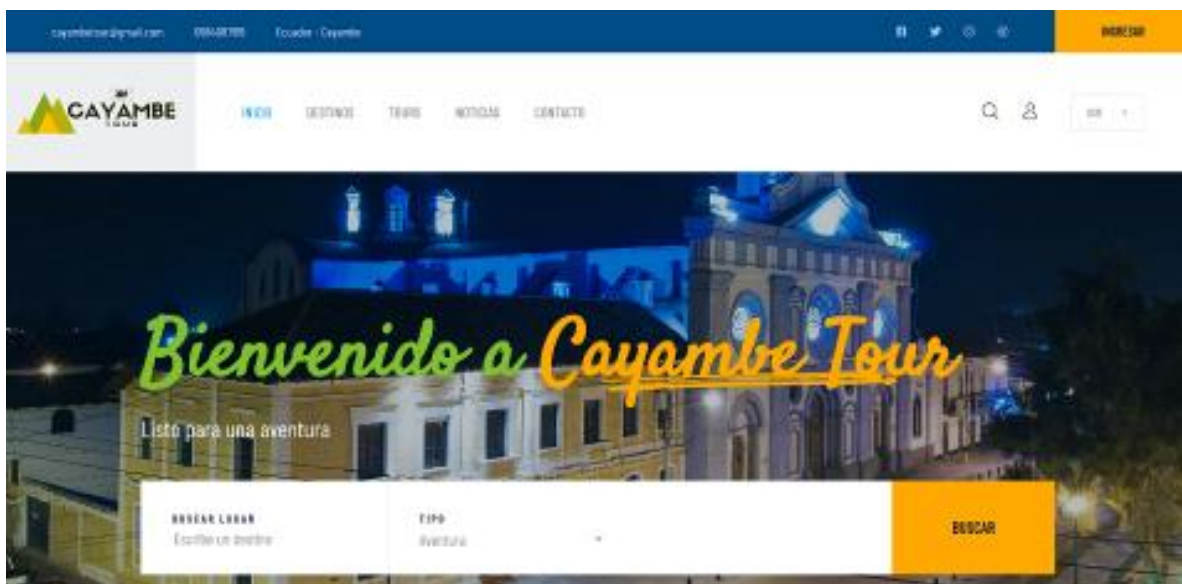 Ecuador - Cayambe
INGRESAR
CAYAMBE
TOUR
INICIO
DESTINOS
TOURS
NOTICIAS
CONTACTO
Bienvenido a Cayambe Tour
Listo para una aventura
BUSCAR LUGAR
TIPO
Escribe un destino
Aventura
BUSCAR